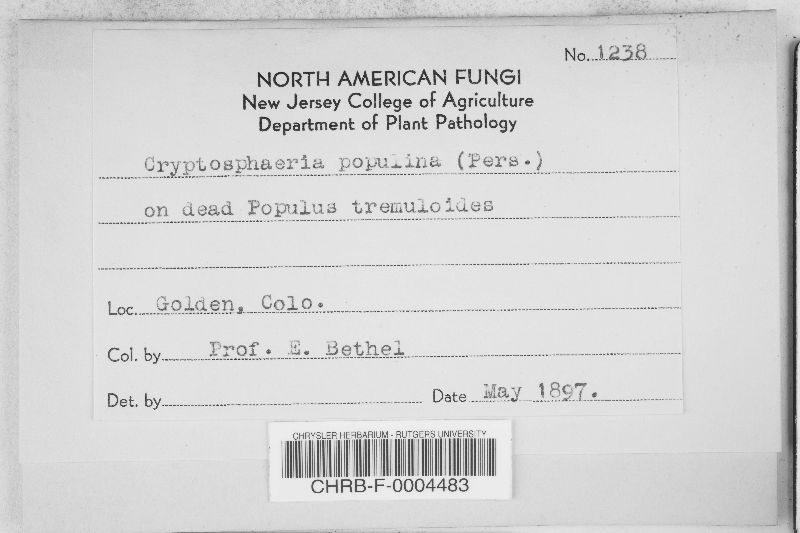 No. 1238
NORTH AMERICAN FUNGI
New Jersey College of Agriculture
Department of Plant Pathology
Cryptosphaeria populina (Pers.)
on dead Populus tremuloides
Loc. Golden, Colo.
Col. by Prof. E. Bethel
Det. by
Date May 1897.
CHRYSLER HERBARIUM - RUTGERS UNIVERSITY
CHRB-F-0004483